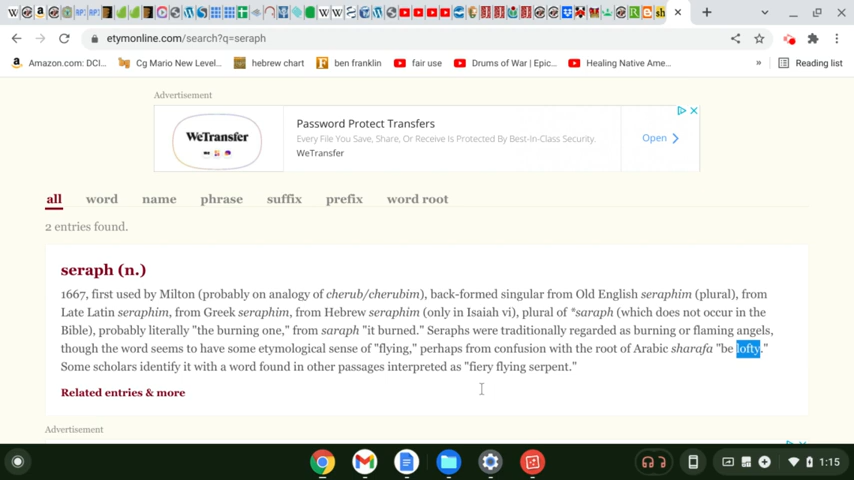 etymonline.com/search?q=seraph
Amazon.com: DCI... Cg Mario New Level... hebrew chart ben franklin fair use Drums of War | Epic... Healing Native Ame... » Reading list
Advertisement
WeTransfer
Password Protect Transfers
Every File You Save, Share, Or Receive Is Protected By Best-In-Class Security.
WeTransfer
Open
all word name phrase suffix prefix word root
2 entries found.
seraph (n.)
1667, first used by Milton (probably on analogy of cherub/cherubim), back-formed singular from Old English seraphim (plural), from
Late Latin seraphim, from Greek seraphim, from Hebrew seraphim (only in Isaiah vi), plural of *saraph (which does not occur in the
Bible), probably literally "the burning one," from saraph "it burned." Seraphs were traditionally regarded as burning or flaming angels,
though the word seems to have some etymological sense of "flying," perhaps from confusion with the root of Arabic sharafa "be lofty."
Some scholars identify it with a word found in other passages interpreted as "fiery flying serpent."
Related entries & more
Advertisement
1:15